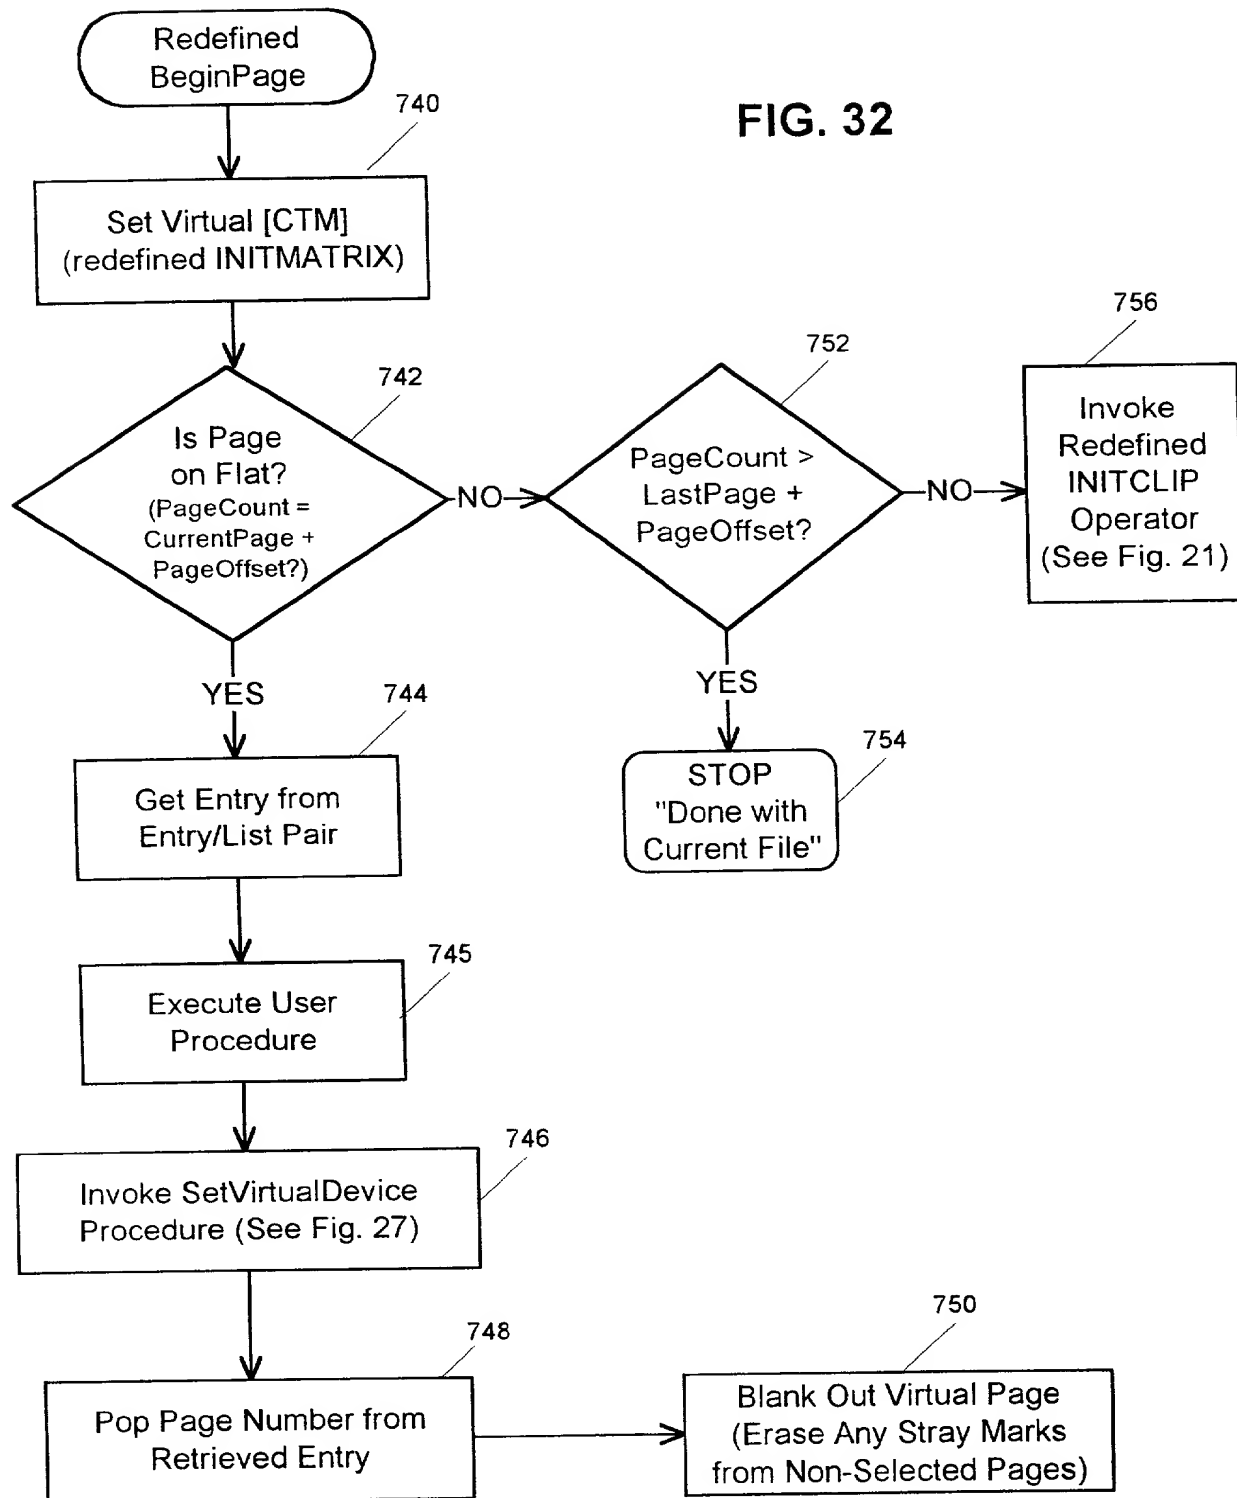 Redefined
BeginPage
FIG. 32
740
Set Virtual [CTM]
(redefined INITMATRIX)
742
Is Page
on Flat?
(PageCount =
CurrentPage +
PageOffset?)
NO
752
PageCount >
LastPage +
PageOffset?
NO
756
Invoke
Redefined
INITCLIP
Operator
(See Fig. 21)
YES
YES
744
Get Entry from
Entry/List Pair
754
STOP
"Done with
Current File"
745
Execute User
Procedure
746
Invoke SetVirtualDevice
Procedure (See Fig. 27)
748
Pop Page Number from
Retrieved Entry
750
Blank Out Virtual Page
(Erase Any Stray Marks
from Non-Selected Pages)